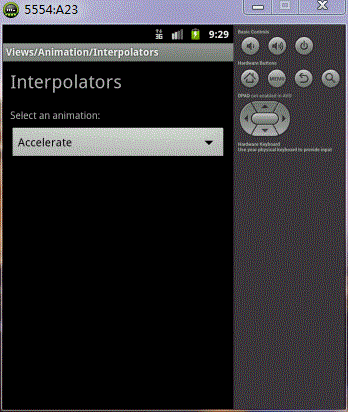 5554:A23
3G
9:29
Views/Animation/Interpolators
Interpolators
Select an animation:
Accelerate
Basic Controls
Hardware Buttons
MENU
DPAD not enabled in AVD
Hardware Keyboard
Use your physical keyboard to provide input